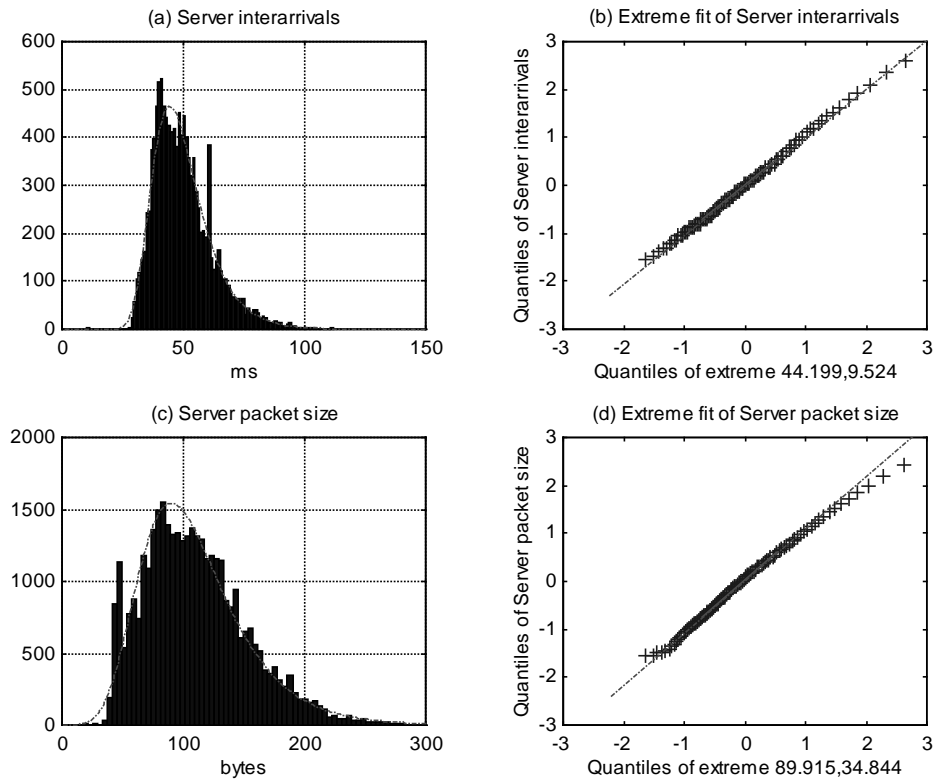 (a) Server interarrivals
600
500
400
300
200
100
0
0 50 100 150
ms
(b) Extreme fit of Server interarrivals
Quantiles of Server interarrivals
3
2
1
0
-1
-2
-3
-3 -2 -1 0 1 2 3
Quantiles of extreme 44.199,9.524
(c) Server packet size
2000
1500
1000
500
0
0 100 200 300
bytes
(d) Extreme fit of Server packet size
Quantiles of Server packet size
3
2
1
0
-1
-2
-3
-3 -2 -1 0 1 2 3
Quantiles of extreme 89.915,34.844